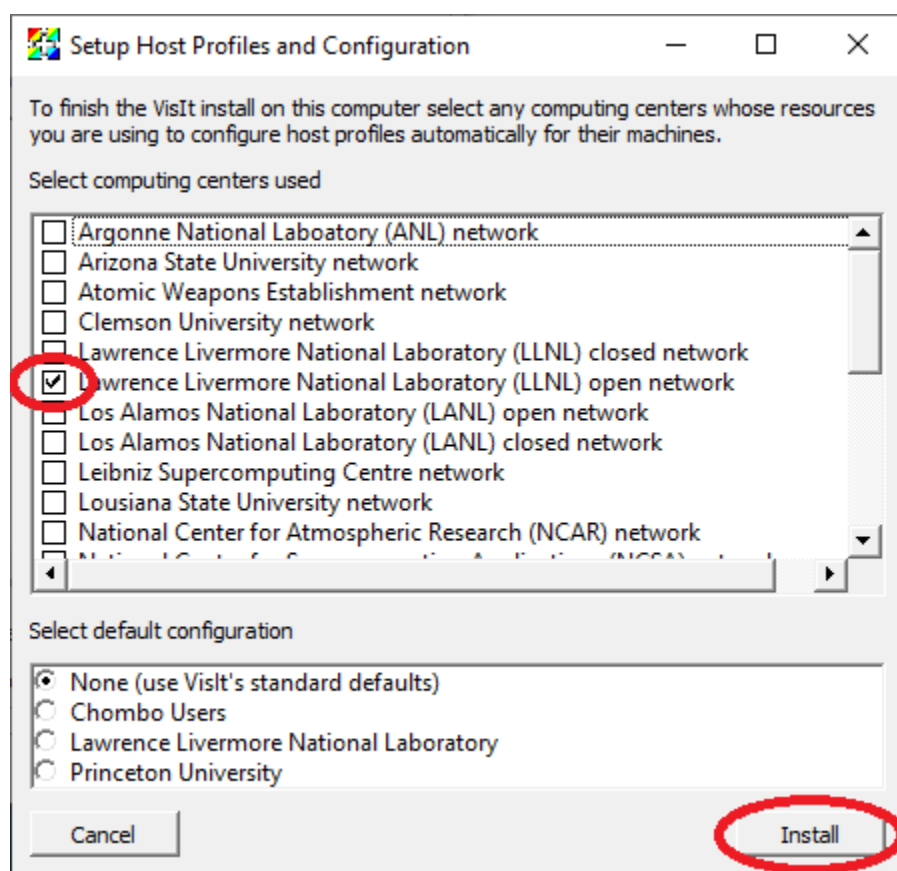 Setup Host Profiles and Configuration
To finish the VisIt install on this computer select any computing centers whose resources
you are using to configure host profiles automatically for their machines.
Select computing centers used
Argonne National Laboatory (ANL) network
Arizona State University network
Atomic Weapons Establishment network
Clemson University network
Lawrence Livermore National Laboratory (LLNL) closed network
Lawrence Livermore National Laboratory (LLNL) open network
Los Alamos National Laboratory (LANL) open network
Los Alamos National Laboratory (LANL) closed network
Leibniz Supercomputing Centre network
Lousiana State University network
National Center for Atmospheric Research (NCAR) network
Select default configuration
None (use VisIt's standard defaults)
Chombo Users
Lawrence Livermore National Laboratory
Princeton University
Cancel
Install